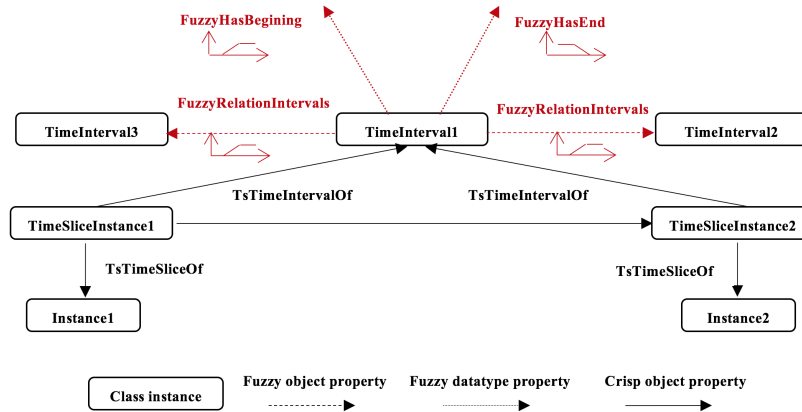 FuzzyHasBegining
FuzzyHasEnd
FuzzyRelationIntervals
FuzzyRelationIntervals
TimeInterval3
TimeInterval1
TimeInterval2
TsTimeIntervalOf
TsTimeIntervalOf
TimeSliceInstance1
TimeSliceInstance2
TsTimeSliceOf
TsTimeSliceOf
Instance1
Instance2
Class instance
Fuzzy object property
Fuzzy datatype property
Crisp object property